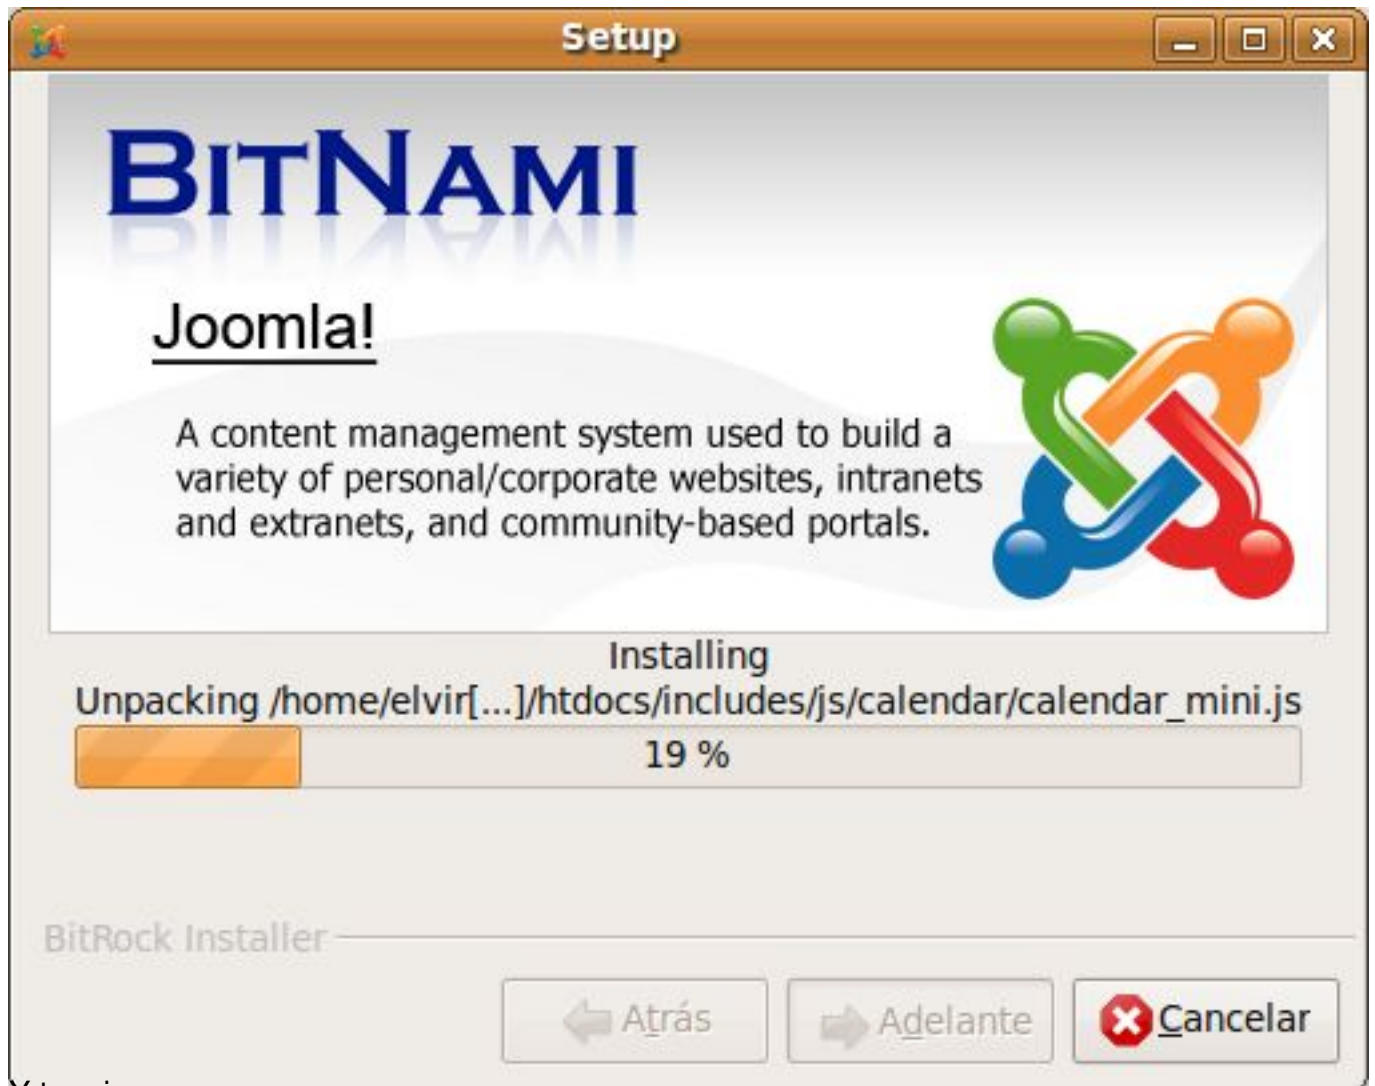 Setup
BITNAMI
Joomla!
A content management system used to build a
variety of personal/corporate websites, intranets
and extranets, and community-based portals.
Installing
Unpacking /home/elvir[...]/htdocs/includes/js/calendar/calendar_mini.js
19 %
BitRock Installer
Atrás Adelante Cancelar